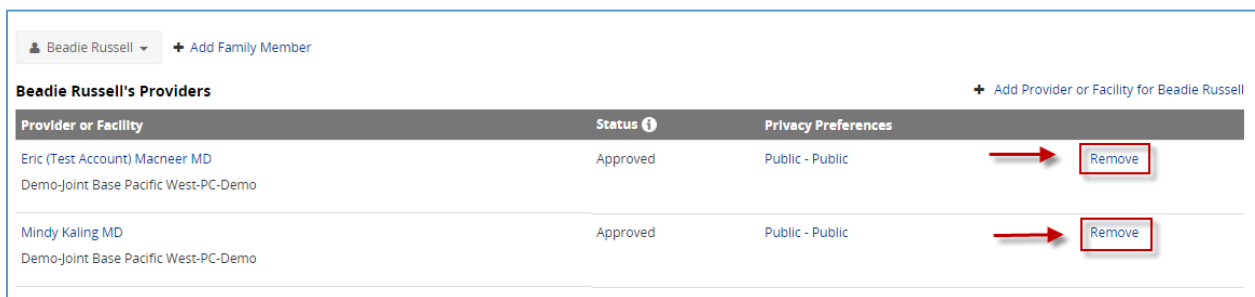 Beadie Russell + Add Family Member
Beadie Russell's Providers + Add Provider or Facility for Beadie Russell
Provider or Facility Status Privacy Preferences
Eric (Test Account) Macneer MD Approved Public - Public Remove
Demo-Joint Base Pacific West-PC-Demo
Mindy Kaling MD Approved Public - Public Remove
Demo-Joint Base Pacific West-PC-Demo